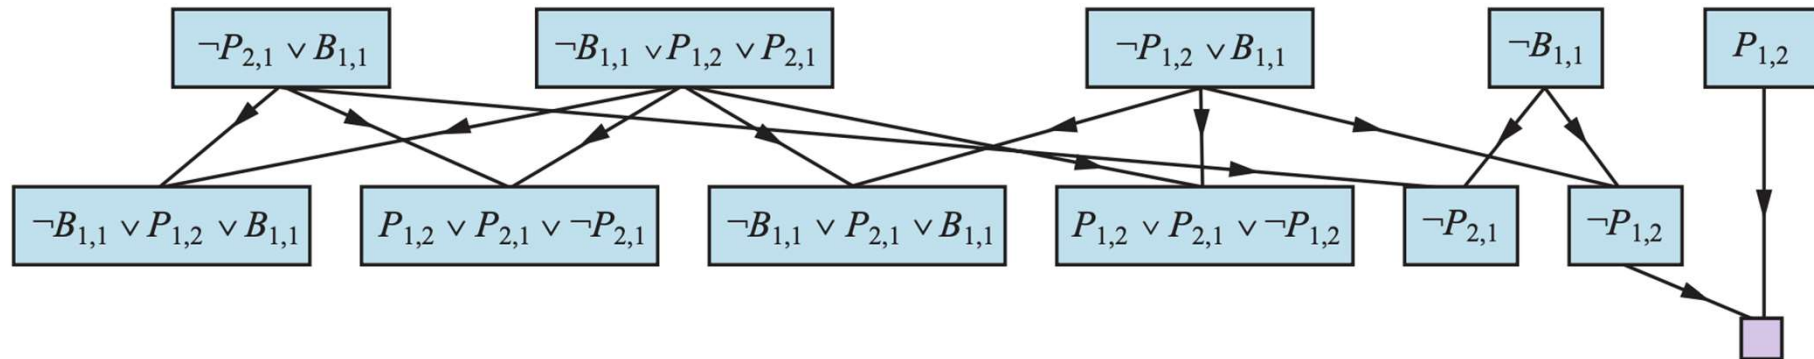 ¬P2,1 ∨ B1,1
¬B1,1 ∨ P1,2 ∨ P2,1
¬P1,2 ∨ B1,1
¬B1,1
P1,2
¬B1,1 ∨ P1,2 ∨ B1,1
P1,2 ∨ P2,1 ∨ ¬P2,1
¬B1,1 ∨ P2,1 ∨ B1,1
P1,2 ∨ P2,1 ∨ ¬P1,2
¬P2,1
¬P1,2